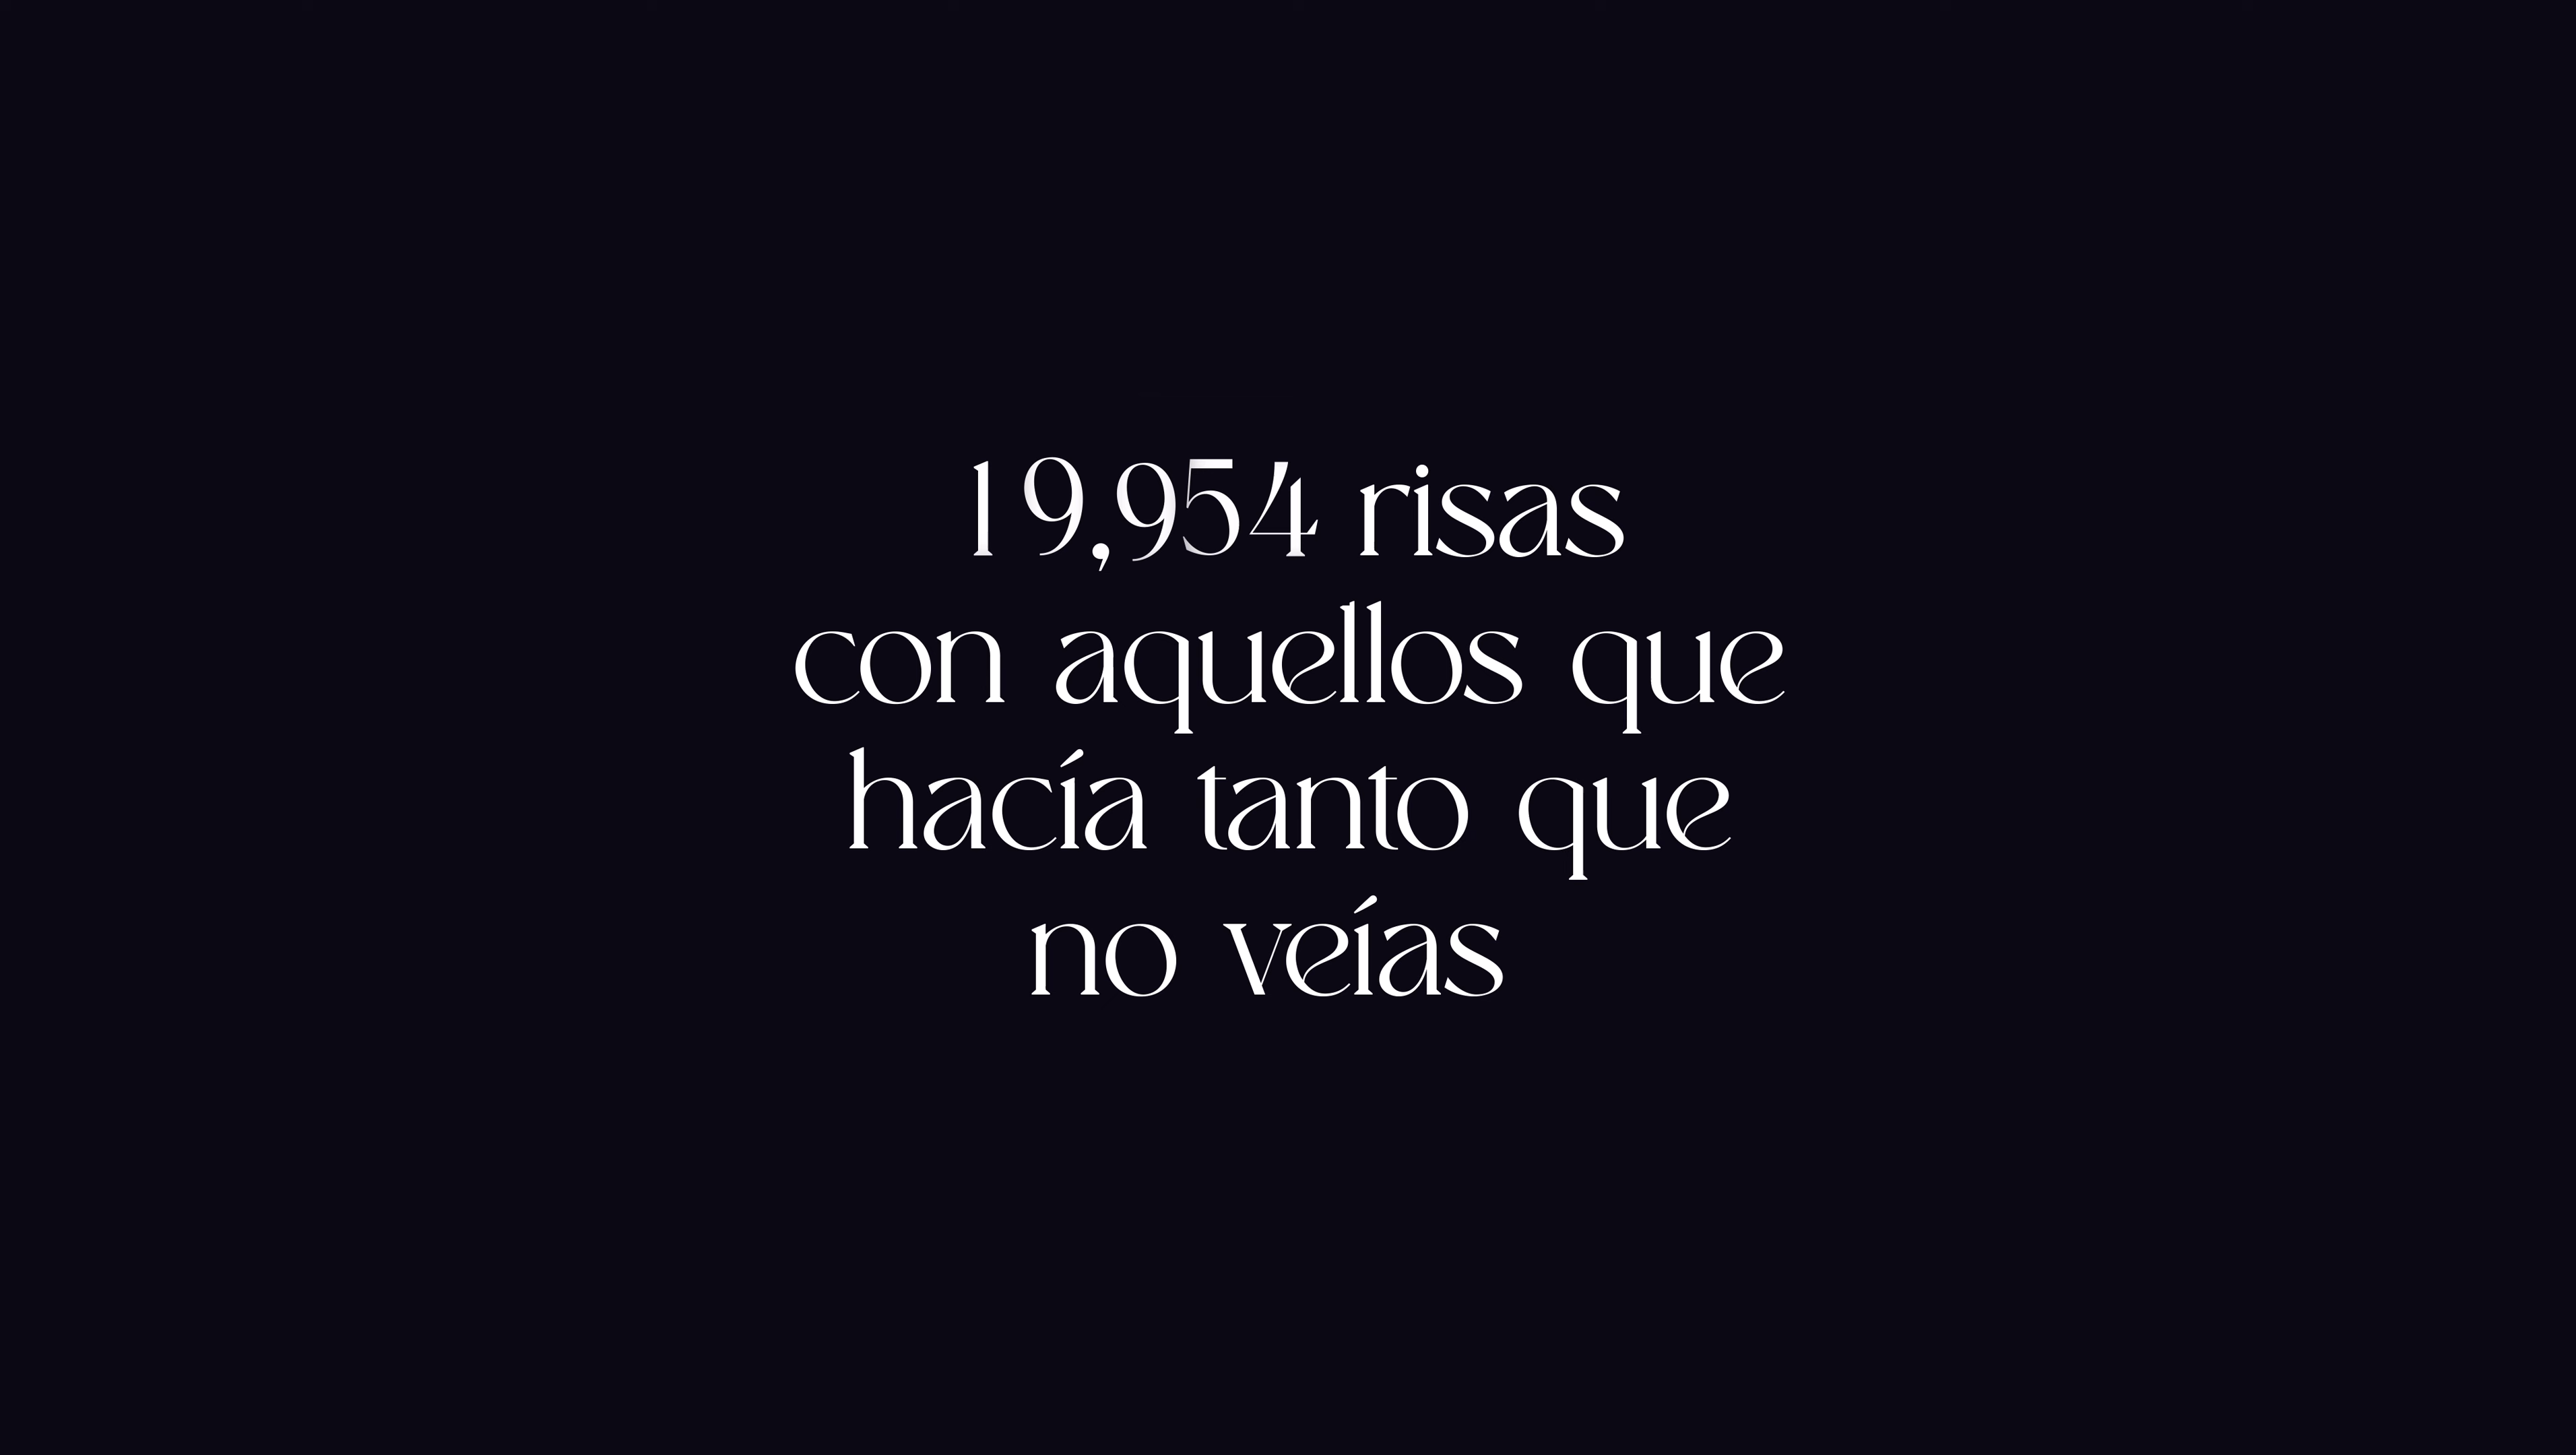 19,954 risas
con aquellos que
hacía tanto que
no veías